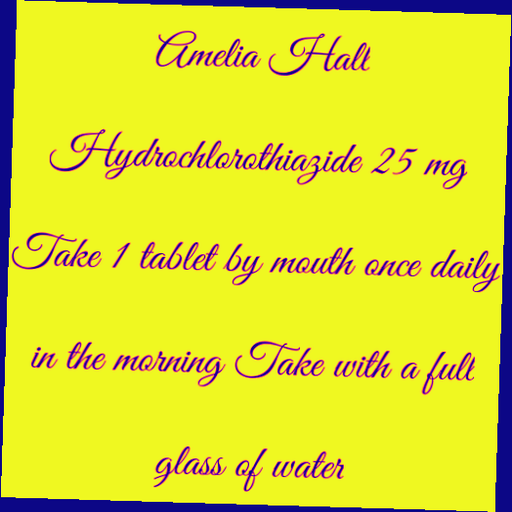 Amelia Hall
Hydrochlorothiazide 25 mg
Take 1 tablet by mouth once daily
in the morning Take with a full
glass of water